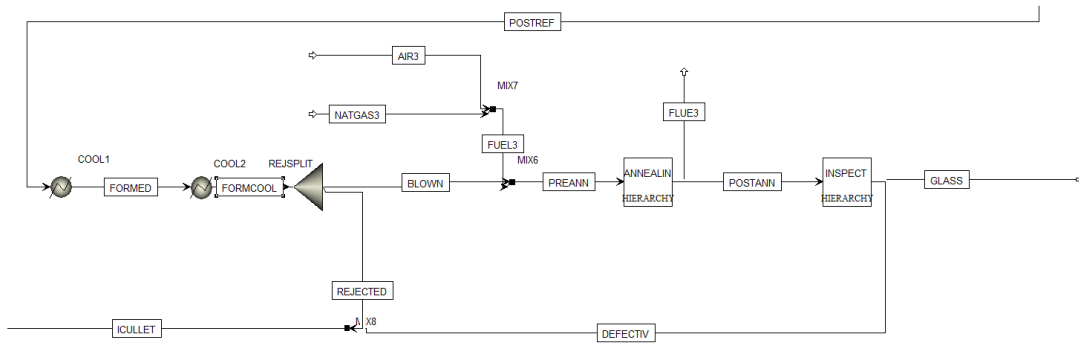 POSTREF
AIR3
MIX7
NATGAS3
FLUE3
FUEL3
COOL1
COOL2
REJSPLIT
MIX6
FORMED
FORMCOOL
BLOWN
PREANN
ANNEALIN
HIERARCHY
POSTANN
INSPECT
HIERARCHY
GLASS
REJECTED
ICULLET
DEFECTIV